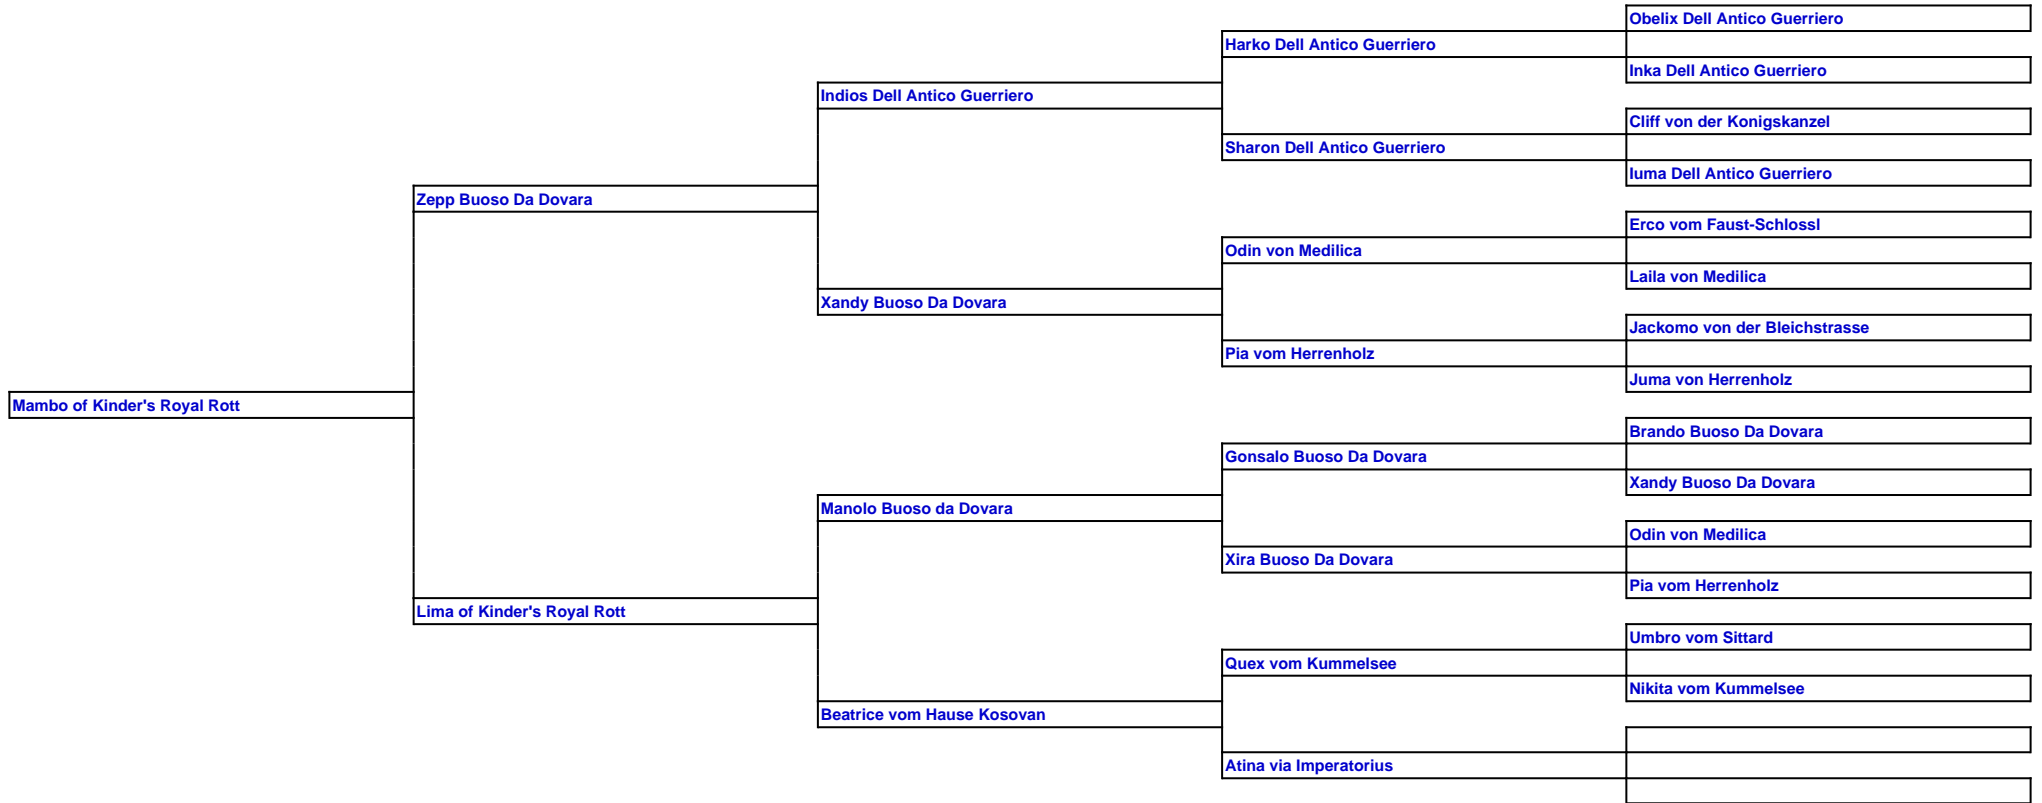 Obelix Dell Antico Guerriero
Harko Dell Antico Guerriero
Inka Dell Antico Guerriero
Indios Dell Antico Guerriero
Cliff von der Konigskanzel
Sharon Dell Antico Guerriero
Iuma Dell Antico Guerriero
Zepp Buoso Da Dovara
Erco vom Faust-Schlossl
Odin von Medilica
Laila von Medilica
Xandy Buoso Da Dovara
Jackomo von der Bleichstrasse
Pia vom Herrenholz
Juma von Herrenholz
Mambo of Kinder's Royal Rott
Brando Buoso Da Dovara
Gonsalo Buoso Da Dovara
Xandy Buoso Da Dovara
Manolo Buoso da Dovara
Odin von Medilica
Xira Buoso Da Dovara
Pia vom Herrenholz
Lima of Kinder's Royal Rott
Umbro vom Sittard
Quex vom Kummelsee
Nikita vom Kummelsee
Beatrice vom Hause Kosovan
Atina via Imperatorius